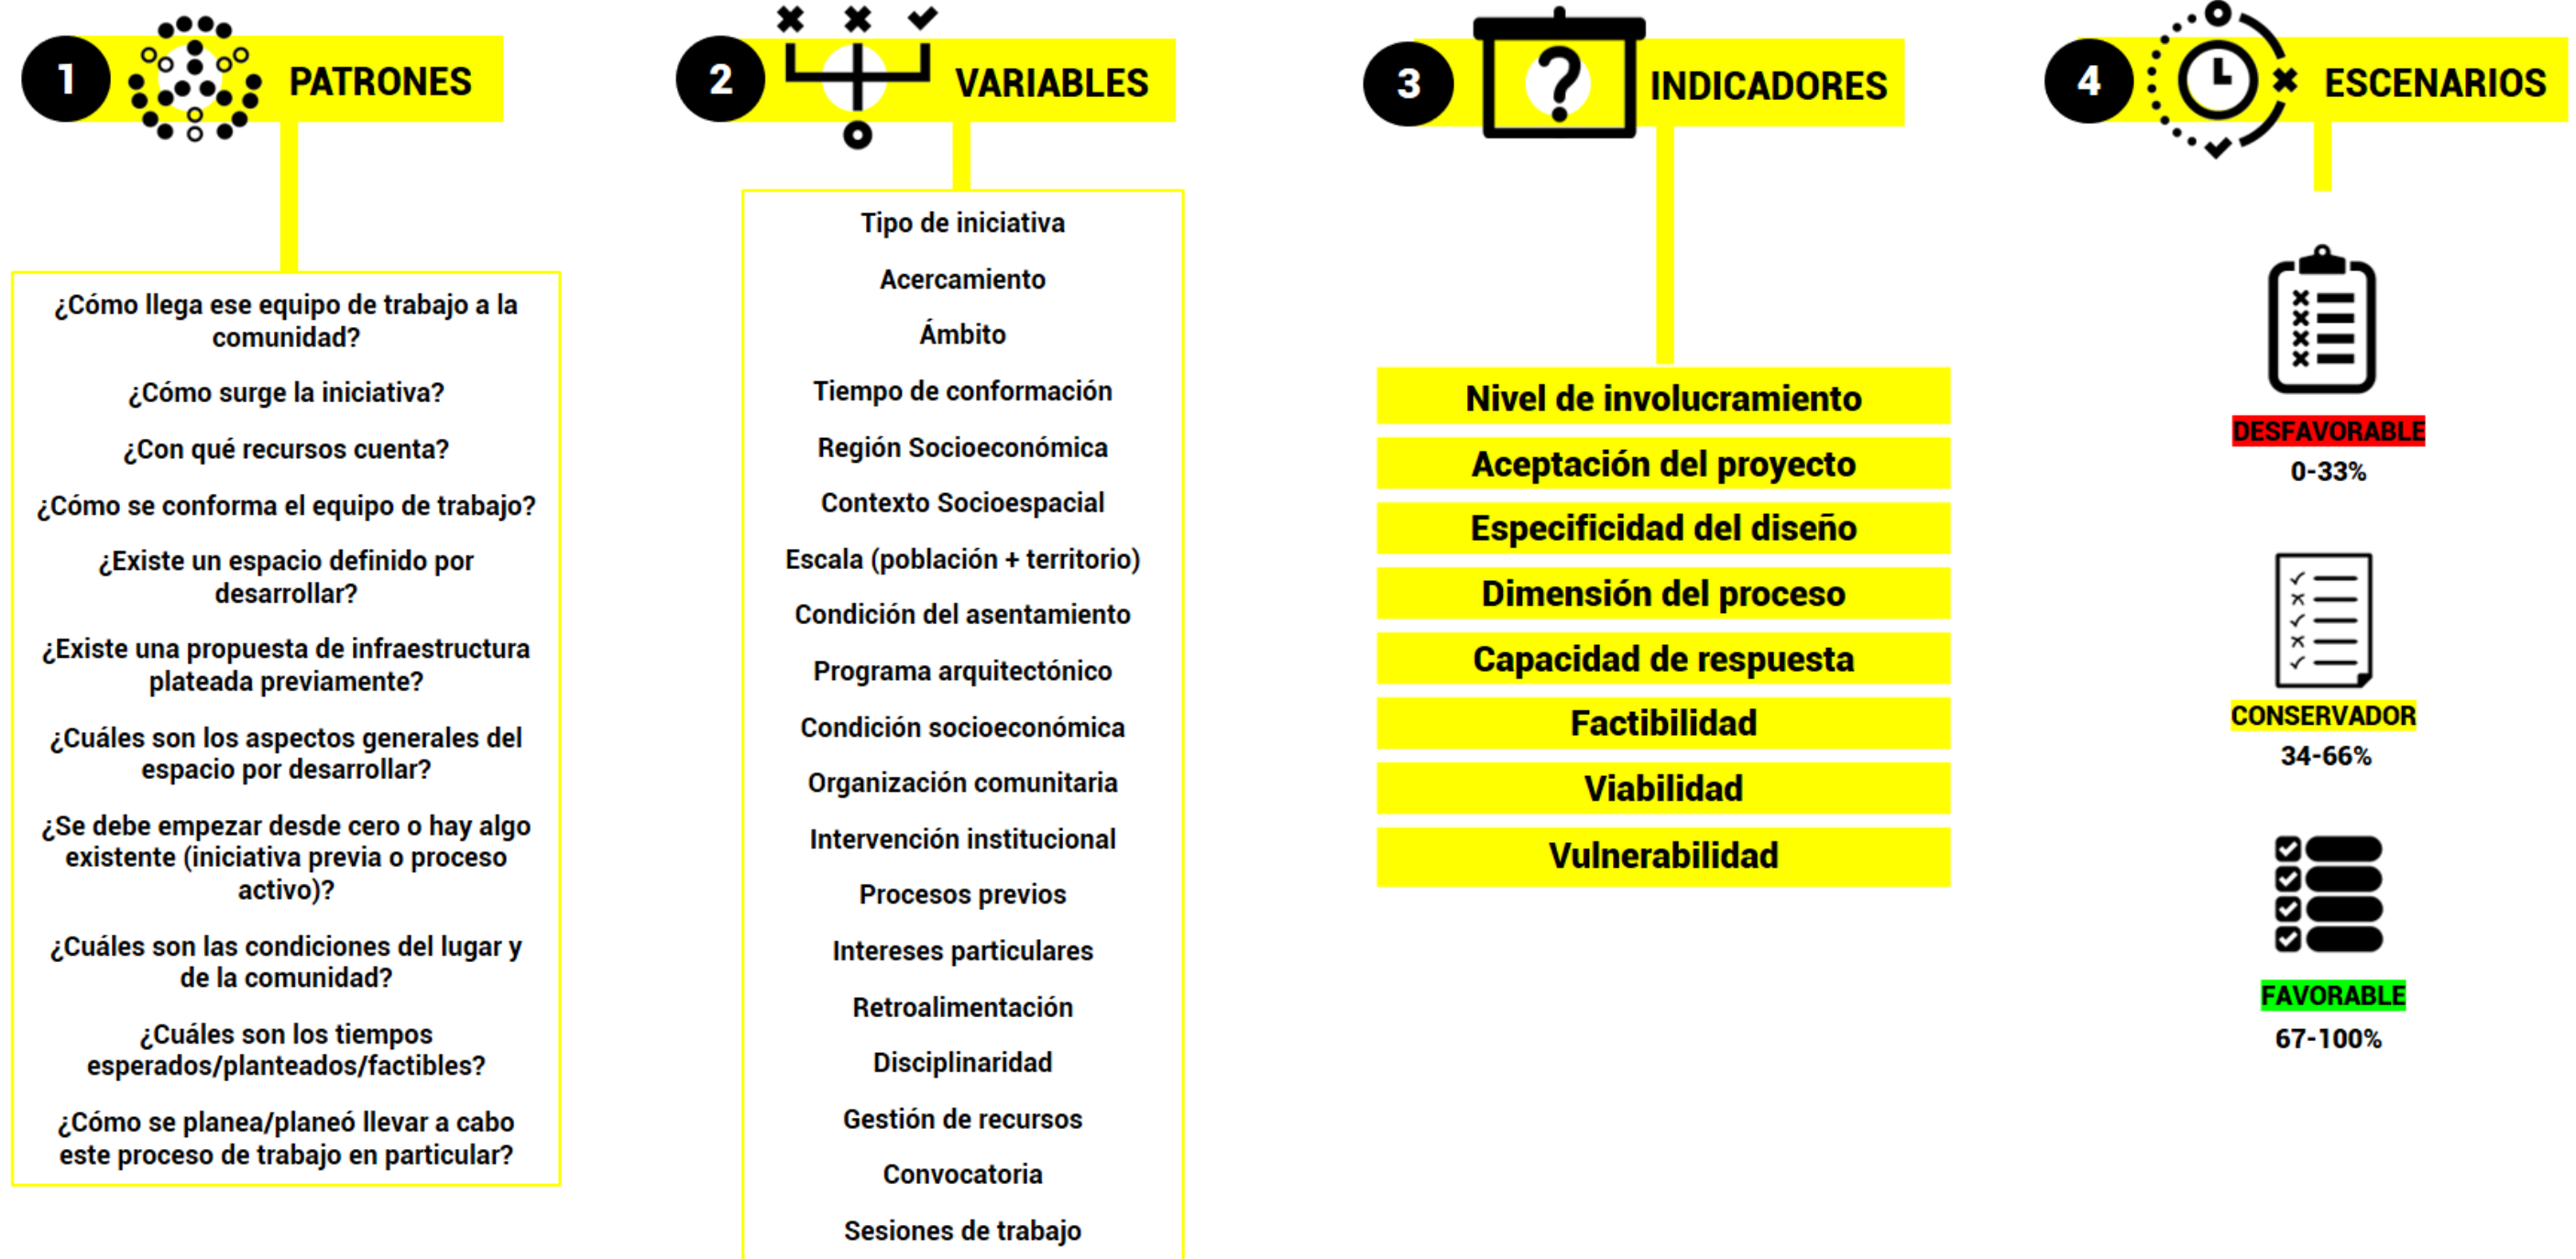 1
PATRONES
¿Cómo llega ese equipo de trabajo a la
comunidad?
¿Cómo surge la iniciativa?
¿Con qué recursos cuenta?
¿Cómo se conforma el equipo de trabajo?
¿Existe un espacio definido por
desarrollar?
¿Existe una propuesta de infraestructura
plateada previamente?
¿Cuáles son los aspectos generales del
espacio por desarrollar?
¿Se debe empezar desde cero o hay algo
existente (iniciativa previa o proceso
activo)?
¿Cuáles son las condiciones del lugar y
de la comunidad?
¿Cuáles son los tiempos
esperados/planteados/factibles?
¿Cómo se planea/planeó llevar a cabo
este proceso de trabajo en particular?
2
VARIABLES
Tipo de iniciativa
Acercamiento
Ámbito
Tiempo de conformación
Región Socioeconómica
Contexto Socioespacial
Escala (población + territorio)
Condición del asentamiento
Programa arquitectónico
Condición socioeconómica
Organización comunitaria
Intervención institucional
Procesos previos
Intereses particulares
Retroalimentación
Disciplinaridad
Gestión de recursos
Convocatoria
Sesiones de trabajo
3
?
INDICADORES
Nivel de involucramiento
Aceptación del proyecto
Especificidad del diseño
Dimensión del proceso
Capacidad de respuesta
Factibilidad
Viabilidad
Vulnerabilidad
4
ESCENARIOS
DESFAVORABLE
0-33%
CONSERVADOR
34-66%
FAVORABLE
67-100%